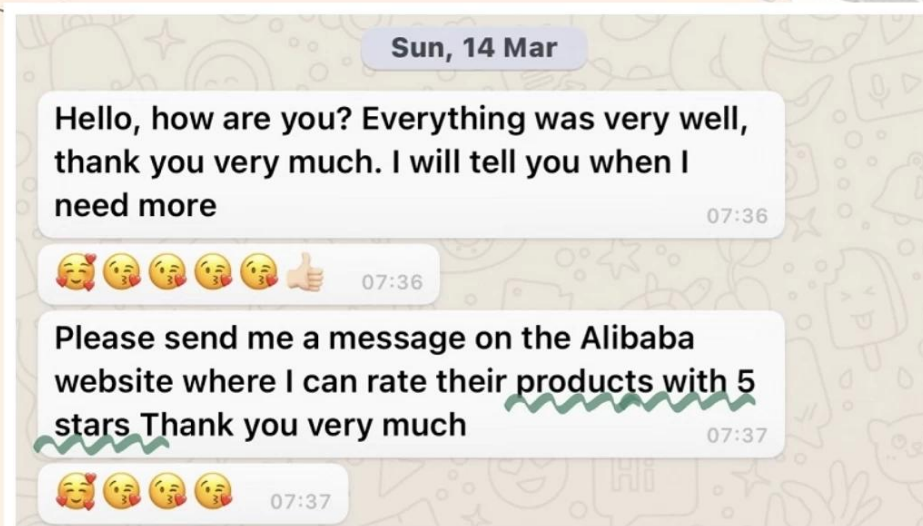 Sun, 14 Mar
Hello, how are you? Everything was very well,
thank you very much. I will tell you when I
need more
07:36
🥰😘😘😘😘👍🏻 07:36
Please send me a message on the Alibaba
website where I can rate their products with 5
stars Thank you very much
07:37
🥰😘😘😘 07:37